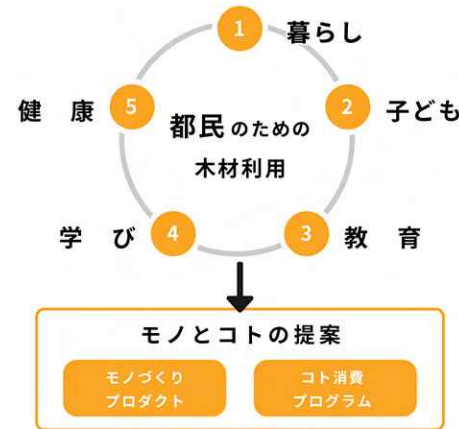 1 暮らし
2 子ども
3 教育
4 学び
5 健康
都民のための
木材利用
モノとコトの提案
モノづくり
プロダクト
コト消費
プログラム